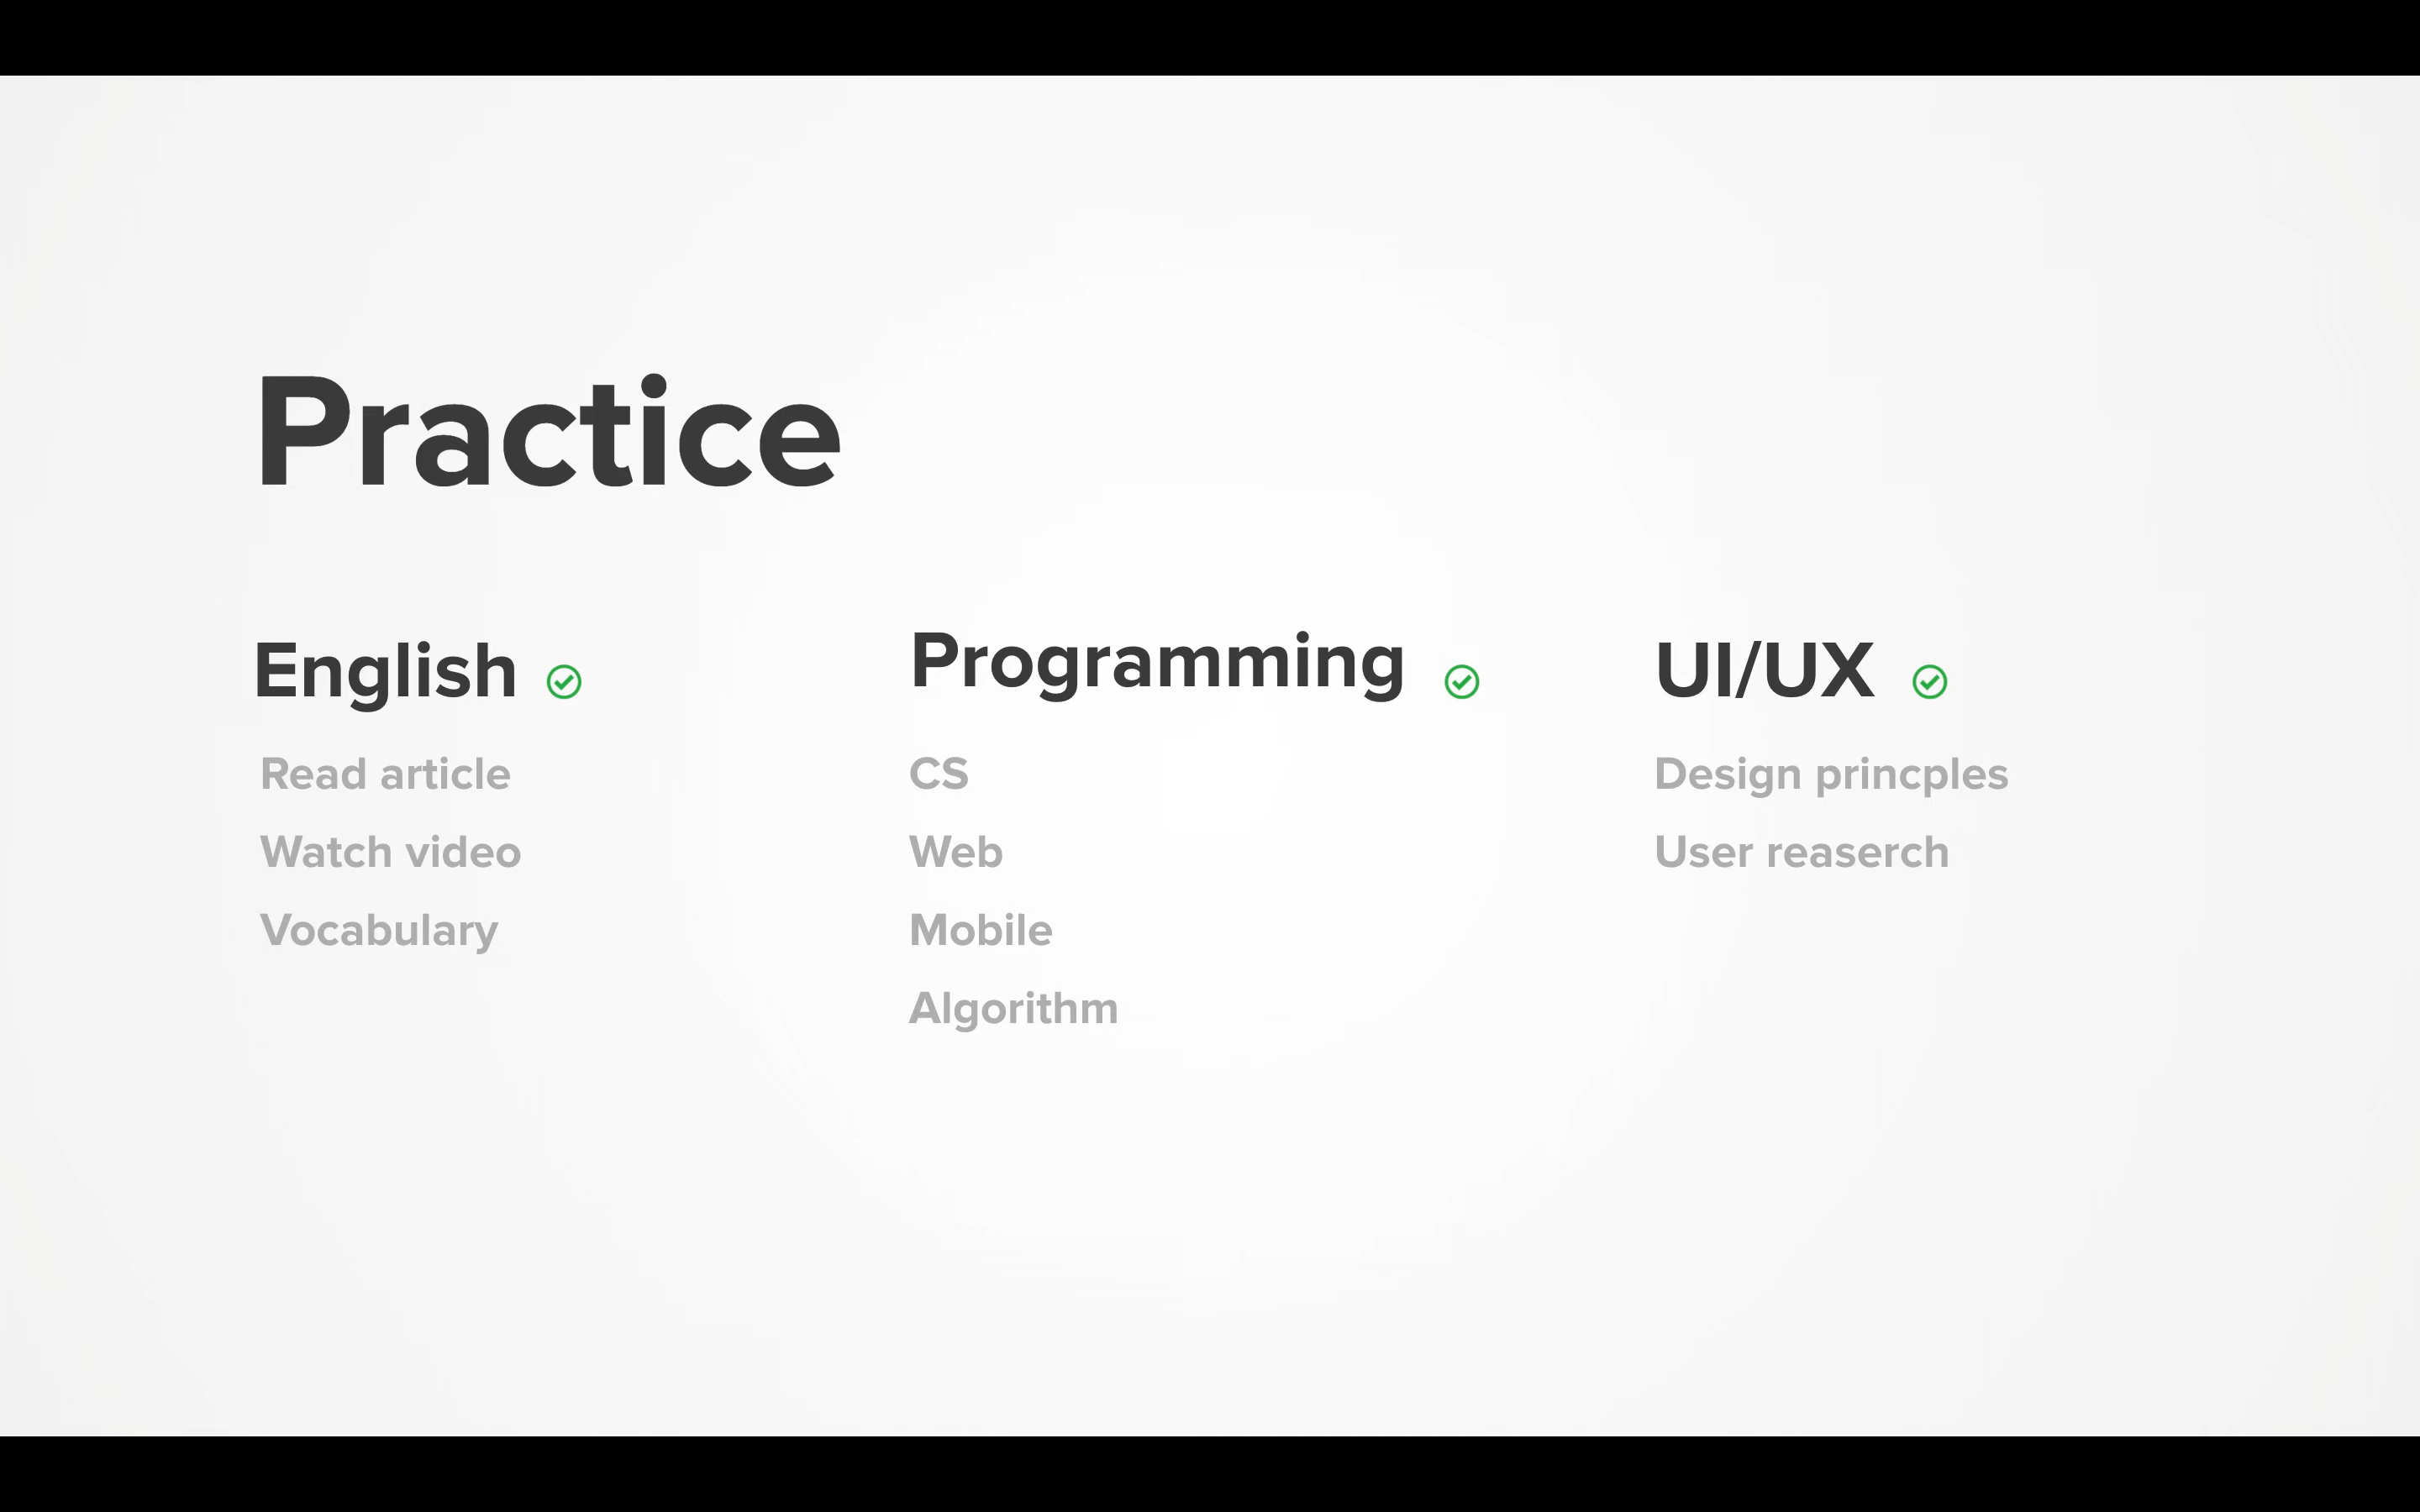 Practice
English
Read article
Watch video
Vocabulary
Programming
CS
Web
Mobile
Algorithm
UI/UX
Design princples
User reaserch